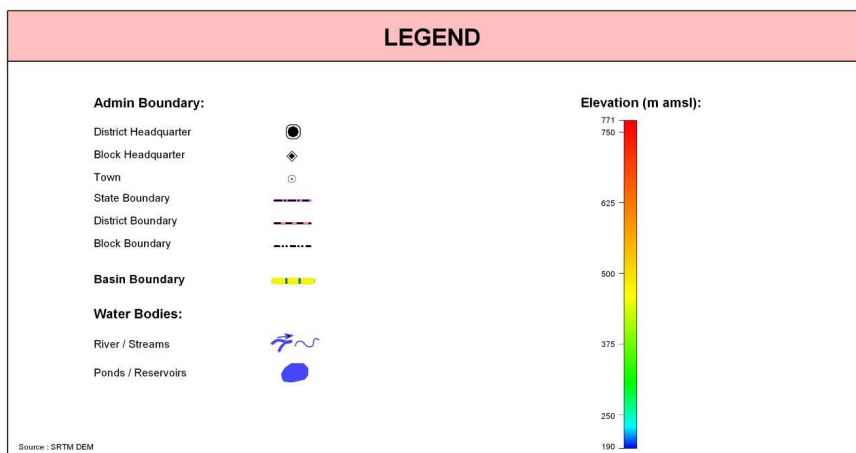 LEGEND
Admin Boundary:
District Headquarter
Block Headquarter
Town
State Boundary
District Boundary
Block Boundary
Basin Boundary
Water Bodies:
River / Streams
Ponds / Reservoirs
Source : SRTM DEM
Elevation (m amsl):
771
750
625
500
375
250
190